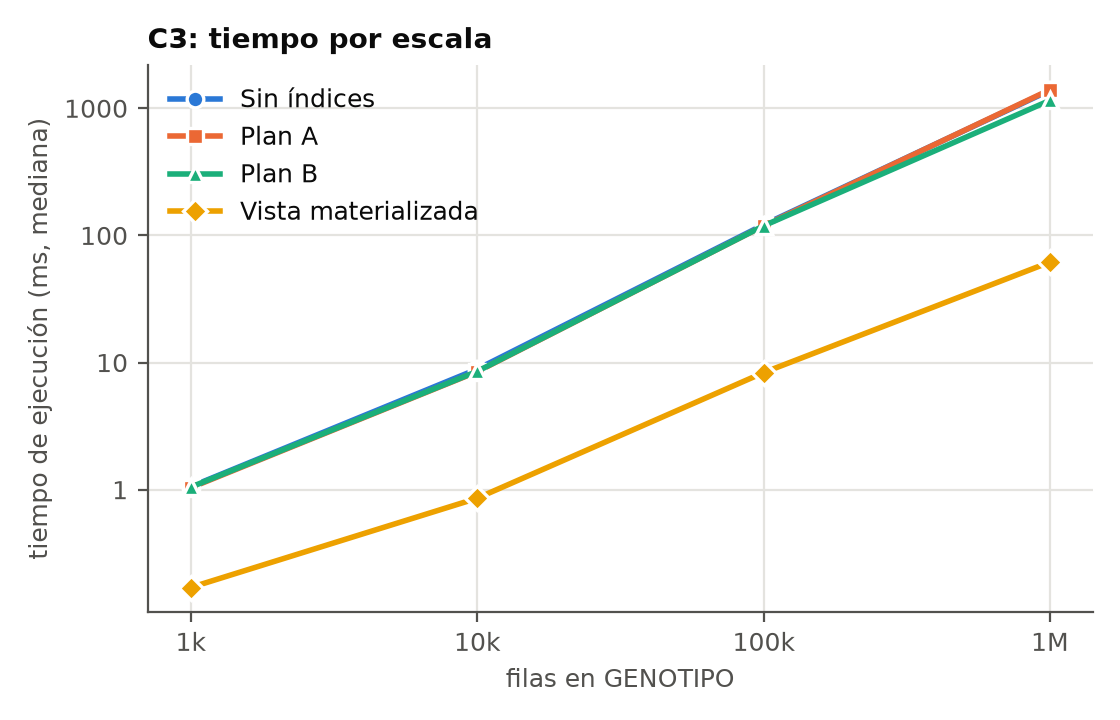 C3: tiempo por escala
Sin índices
Plan A
Plan B
Vista materializada
tiempo de ejecución (ms, mediana)
1000
100
10
1
1k 10k 100k 1M
filas en GENOTIPO